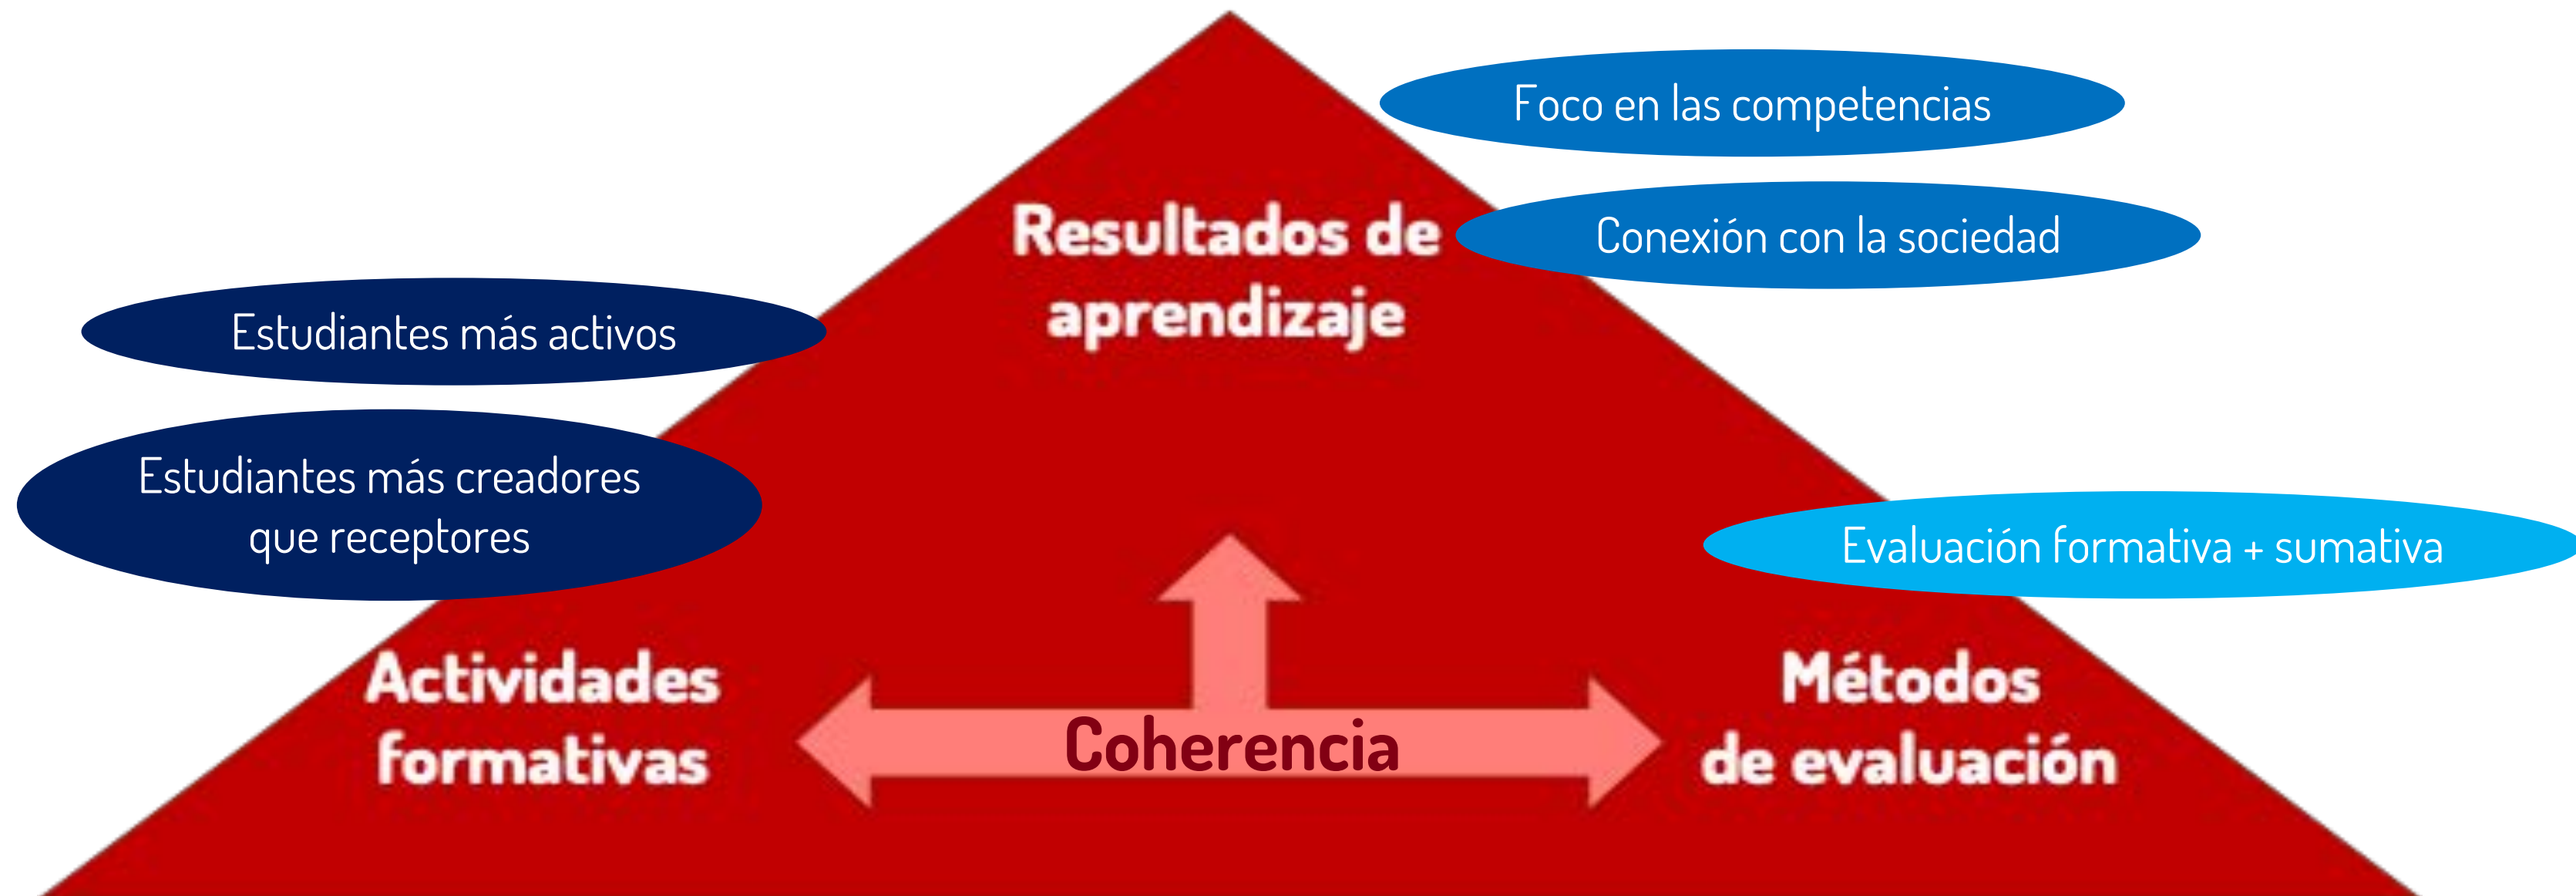 Foco en las competencias
Resultados de
aprendizaje
Conexión con la sociedad
Estudiantes más activos
Estudiantes más creadores
que receptores
Evaluación formativa + sumativa
Actividades
formativas
Coherencia
Métodos
de evaluación